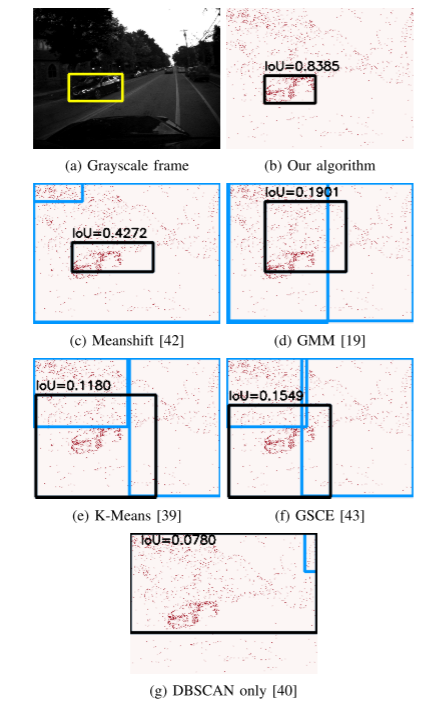 IoU=0.8385
(a) Grayscale frame
(b) Our algorithm
IoU=0.4272
IoU=0.1901
(c) Meanshift [42]
(d) GMM [19]
IoU=0.1180
IoU=0.1549
(e) K-Means [39]
(f) GSCE [43]
IoU=0.0780
(g) DBSCAN only [40]